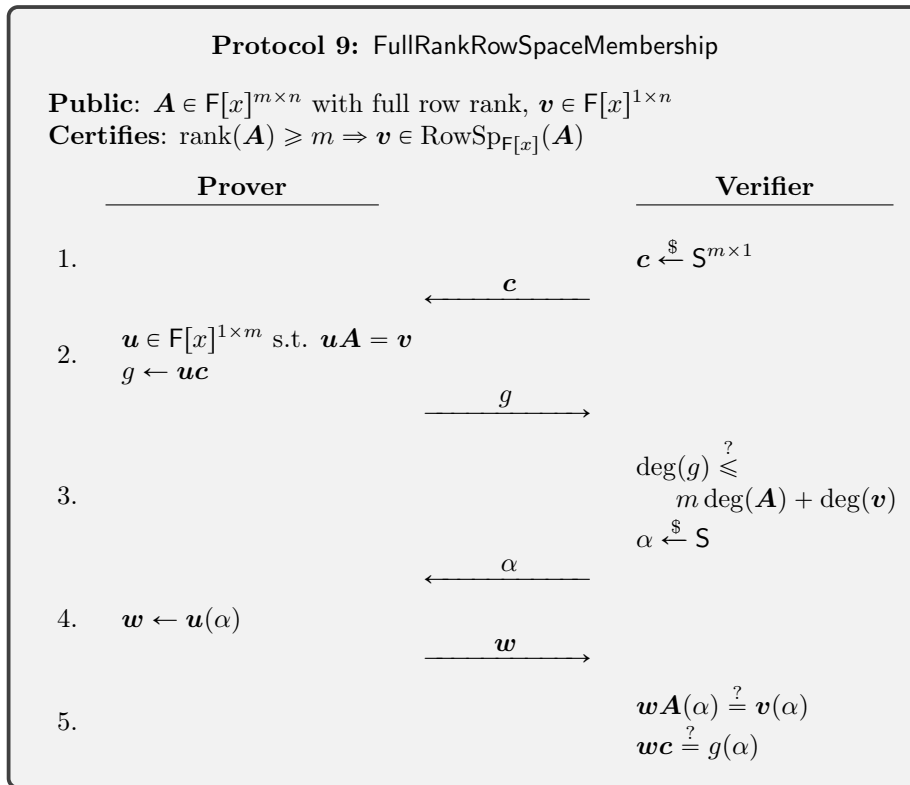 Protocol 9: FullRankRowSpaceMembership
Public: A ∈ F[x]^{m×n} with full row rank, v ∈ F[x]^{1×n}
Certifies: rank(A) ⩾ m ⇒ v ∈ RowSp_{F[x]}(A)
Prover Verifier
1. c ←$ S^{m×1}
c
2. u ∈ F[x]^{1×m} s.t. uA = v
g ← uc
g
3. deg(g) ⩽?
m deg(A) + deg(v)
α ←$ S
α
4. w ← u(α)
w
5. wA(α) =? v(α)
wc =? g(α)